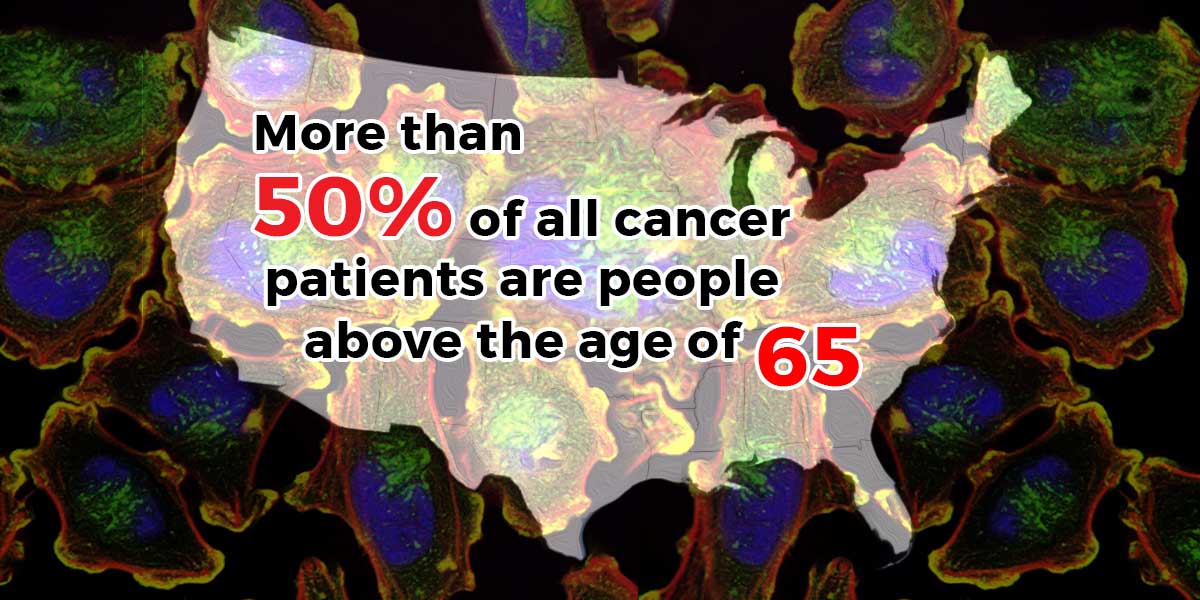 More than
50% of all cancer
patients are people
above the age of 65